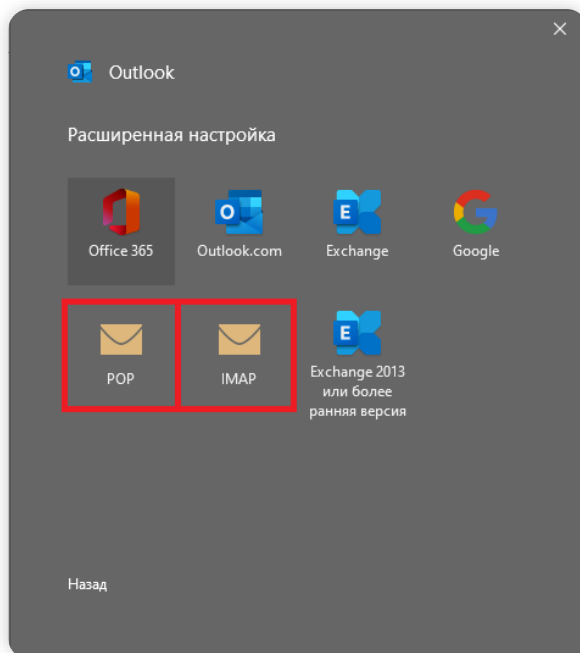 Outlook
Расширенная настройка
Office 365
Outlook.com
Exchange
Google
POP
IMAP
Exchange 2013
или более
ранняя версия
Назад